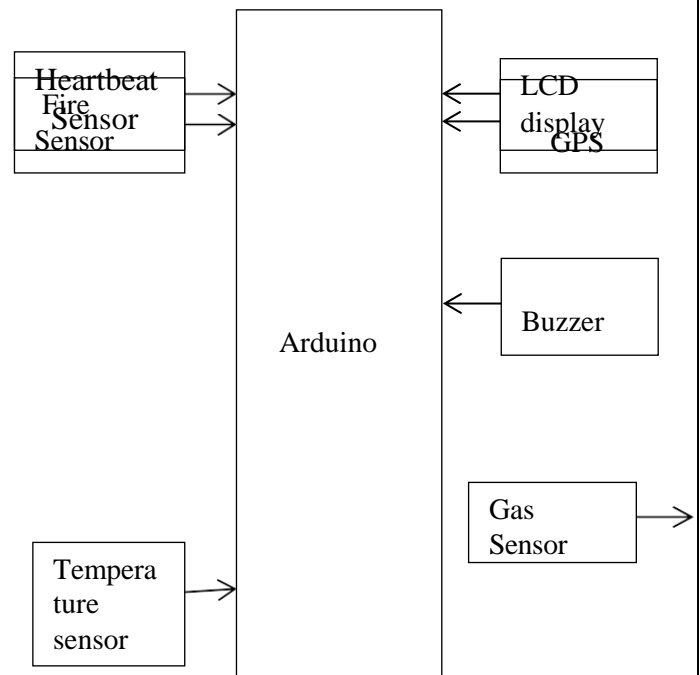 Heartbeat
Sensor
Fire
Sensor
LCD
display
GPS
Arduino
Buzzer
Gas
Sensor
Tempera
ture
sensor